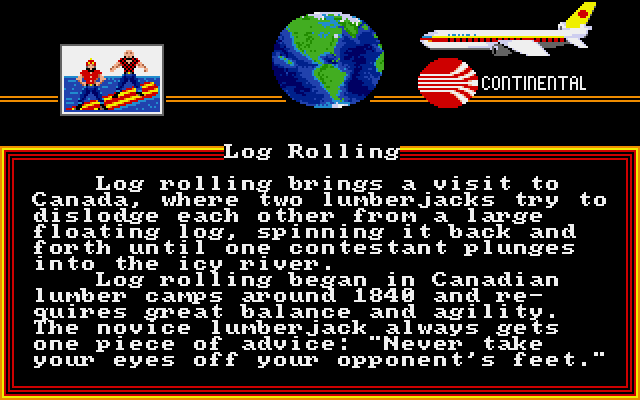 CONTINENTAL
Log Rolling
Log rolling brings a visit to
Canada, where two lumberjacks try to
dislodge each other from a large
floating log, spinning it back and
forth until one contestant plunges
into the icy river.
Log rolling began in Canadian
lumber camps around 1840 and re-
quires great balance and agility.
The novice lumberjack always gets
one piece of advice: "Never take
your eyes off your opponent's feet."